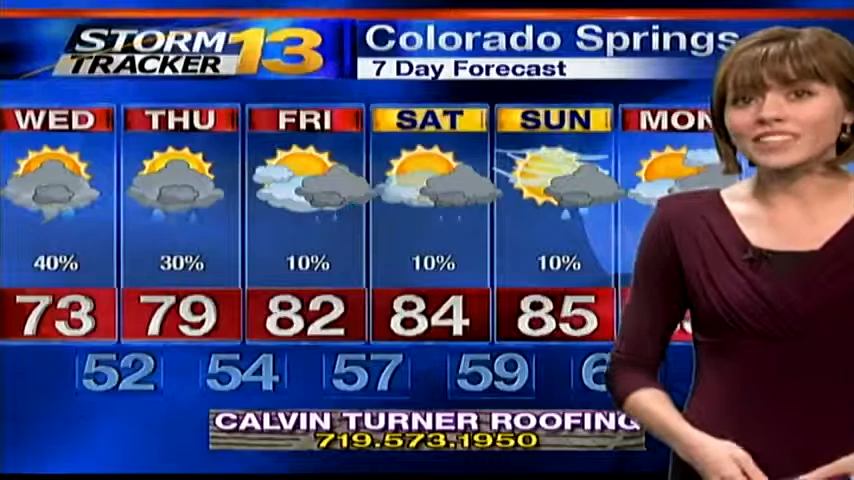 STORM TRACKER 13
Colorado Springs
7 Day Forecast
WED THU FRI SAT SUN MON
40% 30% 10% 10% 10%
73 79 82 84 85
52 54 57 59
CALVIN TURNER ROOFING
719.573.1950